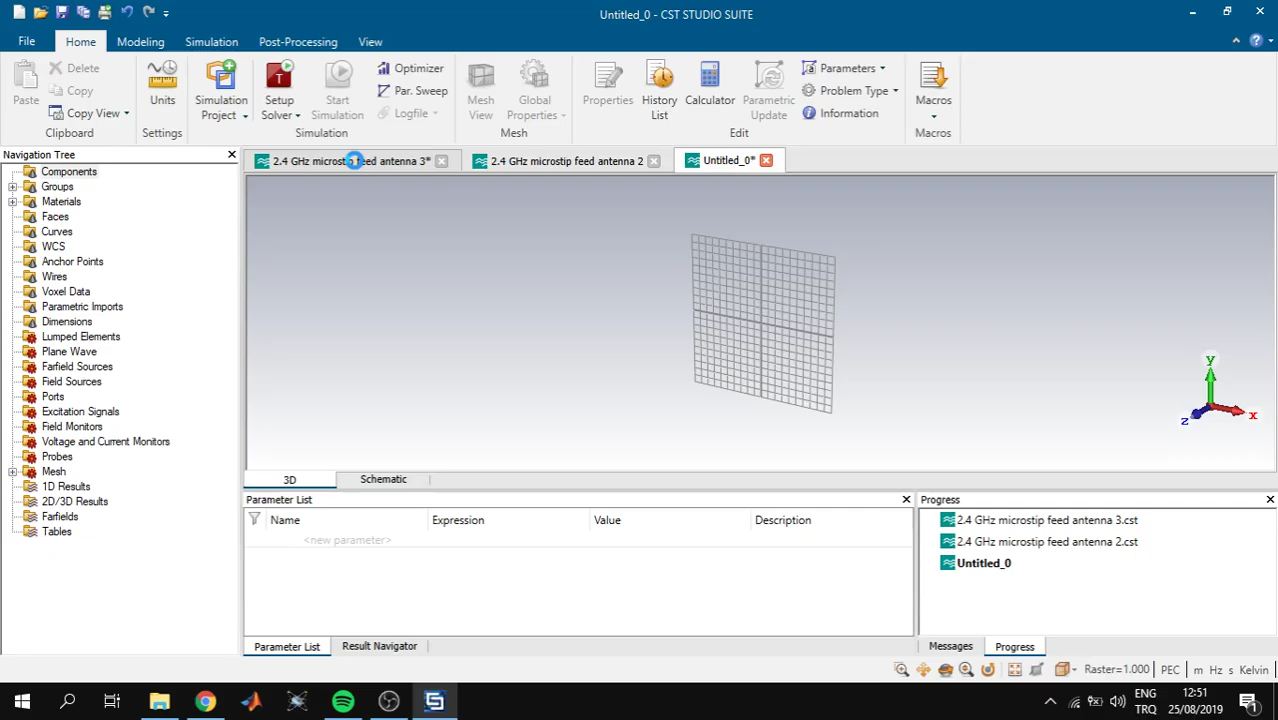 Untitled_0 - CST STUDIO SUITE
File Home Modeling Simulation Post-Processing View
Paste
Delete
Copy
Copy View
Clipboard
Units
Settings
Simulation
Project
Setup
Solver
Start
Simulation
Optimizer
Par. Sweep
Logfile
Simulation
Mesh
View
Global
Properties
Mesh
Properties
History
List
Calculator
Parametric
Update
Parameters
Problem Type
Information
Edit
Macros
Macros
Navigation Tree
Components
Groups
Materials
Faces
Curves
WCS
Anchor Points
Wires
Voxel Data
Parametric Imports
Dimensions
Lumped Elements
Plane Wave
Farfield Sources
Field Sources
Ports
Excitation Signals
Field Monitors
Voltage and Current Monitors
Probes
Mesh
1D Results
2D/3D Results
Farfields
Tables
2.4 GHz microstip feed antenna 3* 2.4 GHz microstip feed antenna 2 Untitled_0*
y
x
z
3D Schematic
Parameter List
Name Expression Value Description
<new parameter>
Parameter List Result Navigator
Progress
2.4 GHz microstip feed antenna 3.cst
2.4 GHz microstip feed antenna 2.cst
Untitled_0
Messages Progress
Raster=1.000 PEC m Hz s Kelvin
ENG
TRQ
12:51
25/08/2019
1